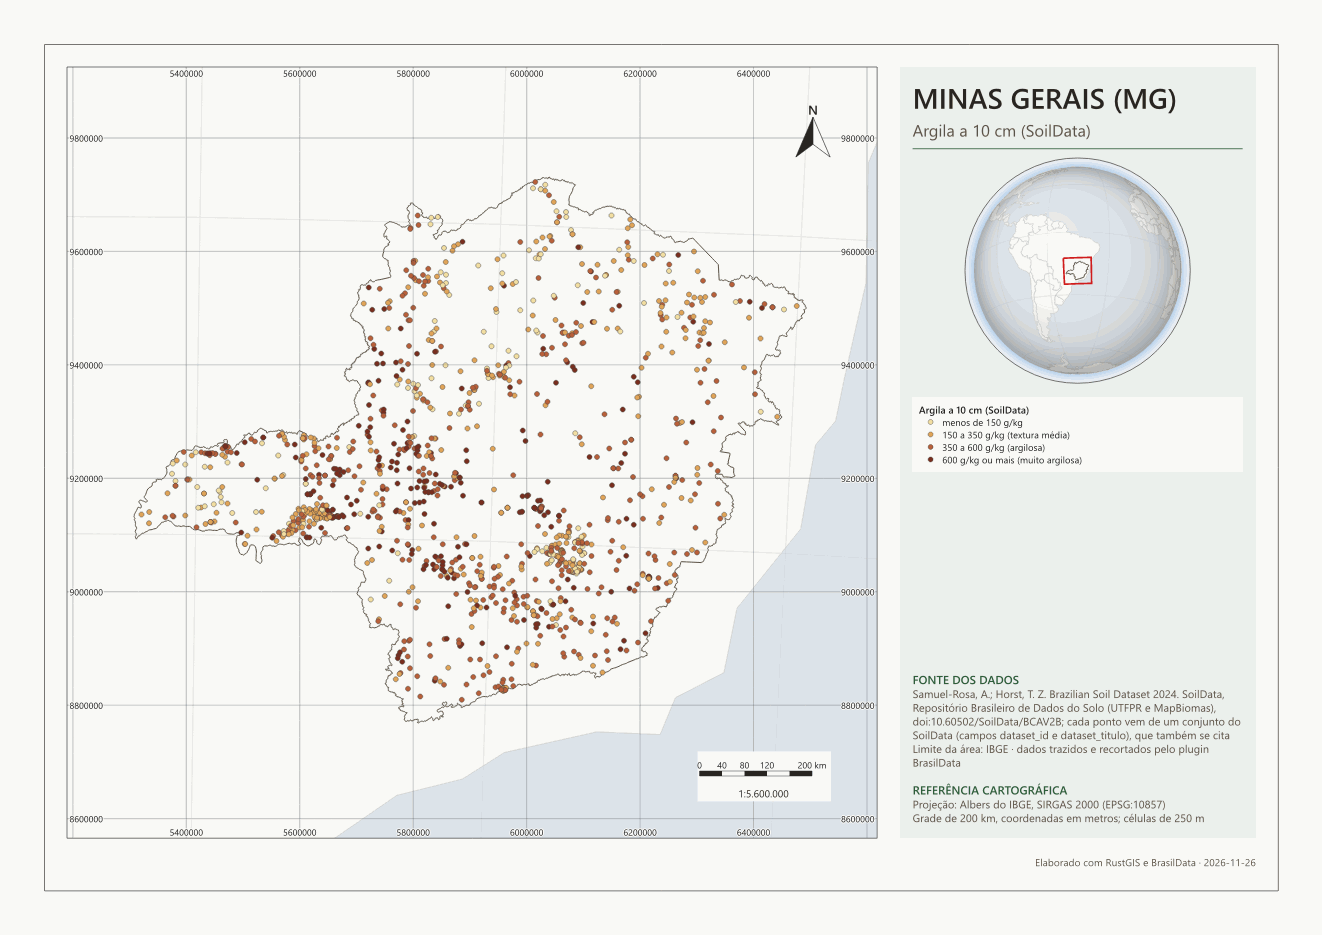 MINAS GERAIS (MG)
Argila a 10 cm (SoilData)
5400000 5600000 5800000 6000000 6200000 6400000
N
9800000 9800000
9600000 9600000
9400000 9400000
9200000 9200000
9000000 9000000
8800000 8800000
8600000 8600000
0 40 80 120 200 km
1:5.600.000
5400000 5600000 5800000 6000000 6200000 6400000
Argila a 10 cm (SoilData)
menos de 150 g/kg
150 a 350 g/kg (textura média)
350 a 600 g/kg (argilosa)
600 g/kg ou mais (muito argilosa)
FONTE DOS DADOS
Samuel-Rosa, A.; Horst, T. Z. Brazilian Soil Dataset 2024. SoilData,
Repositório Brasileiro de Dados do Solo (UTFPR e MapBiomas),
doi:10.60502/SoilData/BCAV2B; cada ponto vem de um conjunto do
SoilData (campos dataset_id e dataset_titulo), que também se cita
Limite da área: IBGE · dados trazidos e recortados pelo plugin
BrasilData
REFERÊNCIA CARTOGRÁFICA
Projeção: Albers do IBGE, SIRGAS 2000 (EPSG:10857)
Grade de 200 km, coordenadas em metros; células de 250 m
Elaborado com RustGIS e BrasilData · 2026-11-26